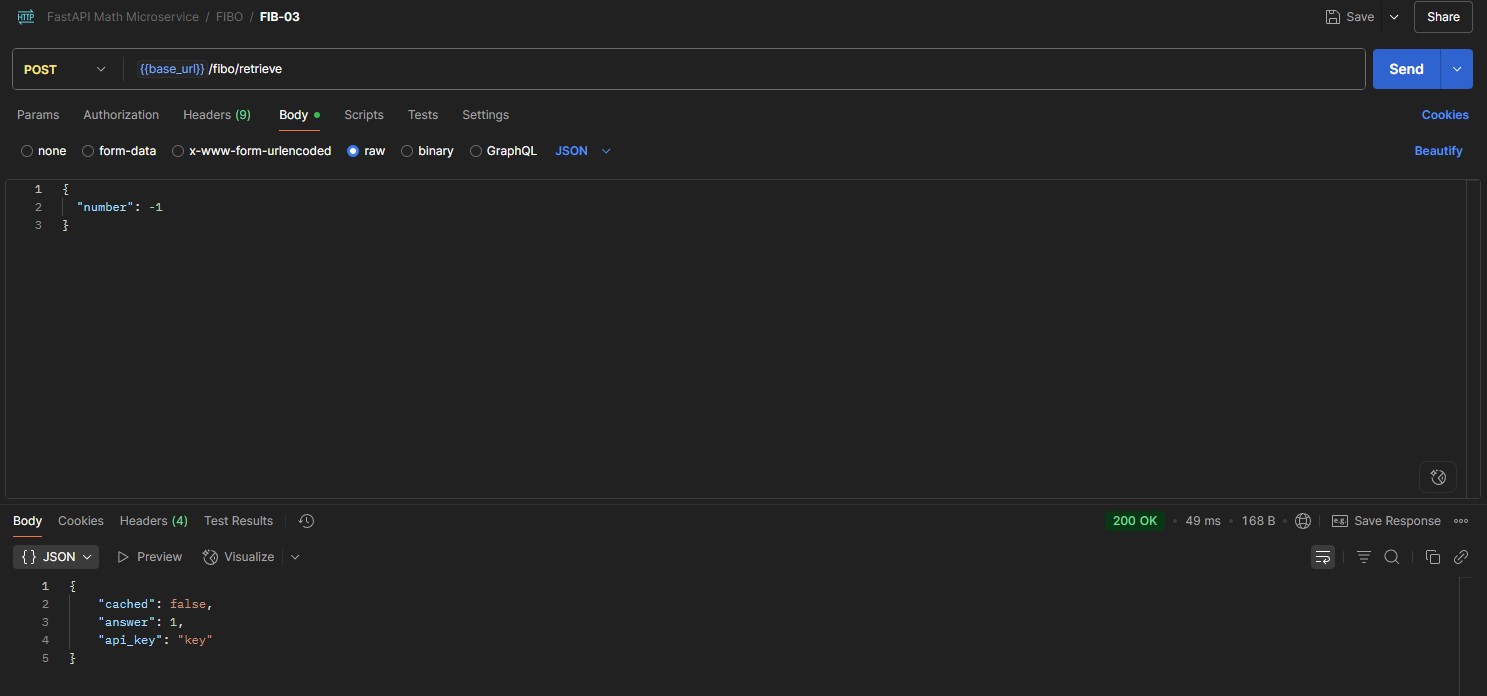 HTTP FastAPI Math Microservice / FIBO / FIB-03 Save Share
POST {{base_url}} /fibo/retrieve Send
Params Authorization Headers (9) Body Scripts Tests Settings Cookies
none form-data x-www-form-urlencoded raw binary GraphQL JSON Beautify
1 {
2 "number": -1
3 }
Body Cookies Headers (4) Test Results 200 OK • 49 ms • 168 B • e.g. Save Response
{} JSON Preview Visualize
1 {
2 "cached": false,
3 "answer": 1,
4 "api_key": "key"
5 }